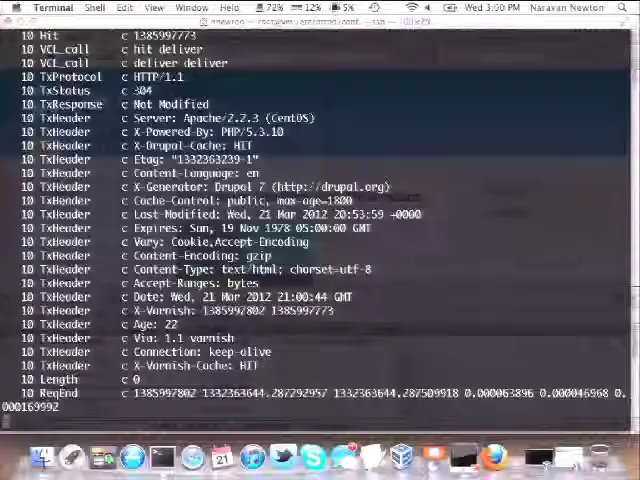 Terminal Shell Edit View Window Help 72% 12% 5% Wed 3:00 PM Narayan Newton
10 Hit c 1385997773
10 VCL_call c hit deliver
10 VCL_call c deliver deliver
10 TxProtocol c HTTP/1.1
10 TxStatus c 304
10 TxResponse c Not Modified
10 TxHeader c Server: Apache/2.2.3 (CentOS)
10 TxHeader c X-Powered-By: PHP/5.3.10
10 TxHeader c X-Drupal-Cache: HIT
10 TxHeader c Etag: "1332363239-1"
10 TxHeader c Content-Language: en
10 TxHeader c X-Generator: Drupal 7 (http://drupal.org)
10 TxHeader c Cache-Control: public, max-age=1800
10 TxHeader c Last-Modified: Wed, 21 Mar 2012 20:53:59 +0000
10 TxHeader c Expires: Sun, 19 Nov 1978 05:00:00 GMT
10 TxHeader c Vary: Cookie,Accept-Encoding
10 TxHeader c Content-Encoding: gzip
10 TxHeader c Content-Type: text/html; charset=utf-8
10 TxHeader c Accept-Ranges: bytes
10 TxHeader c Date: Wed, 21 Mar 2012 21:00:44 GMT
10 TxHeader c X-Varnish: 1385997802 1385997773
10 TxHeader c Age: 22
10 TxHeader c Via: 1.1 varnish
10 TxHeader c Connection: keep-alive
10 TxHeader c X-Varnish-Cache: HIT
10 Length c 0
10 ReqEnd c 1385997802 1332363644.287292957 1332363644.287509918 0.000063896 0.000046968 0.
000169992
21